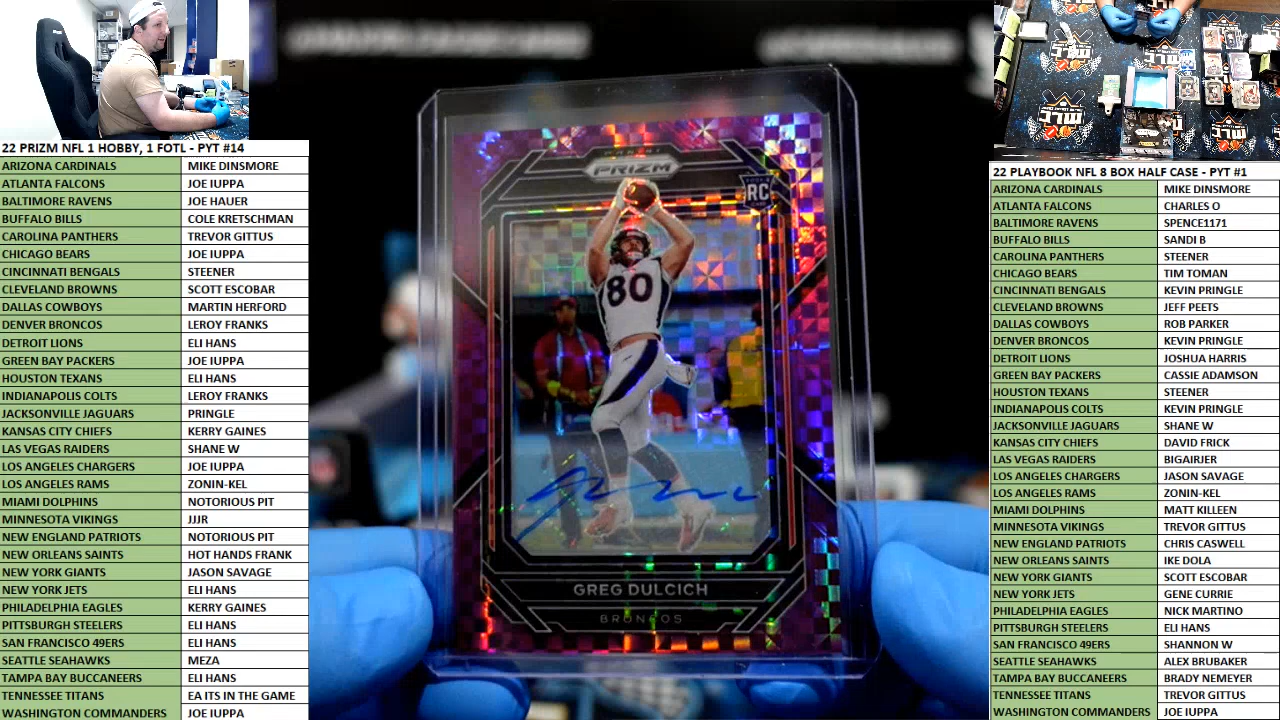 22 PRIZM NFL 1 HOBBY, 1 FOTL - PYT #14
ARIZONA CARDINALS MIKE DINSMORE
ATLANTA FALCONS JOE IUPPA
BALTIMORE RAVENS JOE HAUER
BUFFALO BILLS COLE KRETSCHMAN
CAROLINA PANTHERS TREVOR GITTUS
CHICAGO BEARS JOE IUPPA
CINCINNATI BENGALS STEENER
CLEVELAND BROWNS SCOTT ESCOBAR
DALLAS COWBOYS MARTIN HERFORD
DENVER BRONCOS LEROY FRANKS
DETROIT LIONS ELI HANS
GREEN BAY PACKERS JOE IUPPA
HOUSTON TEXANS ELI HANS
INDIANAPOLIS COLTS LEROY FRANKS
JACKSONVILLE JAGUARS PRINGLE
KANSAS CITY CHIEFS KERRY GAINES
LAS VEGAS RAIDERS SHANE W
LOS ANGELES CHARGERS JOE IUPPA
LOS ANGELES RAMS ZONIN-KEL
MIAMI DOLPHINS NOTORIOUS PIT
MINNESOTA VIKINGS JJJR
NEW ENGLAND PATRIOTS NOTORIOUS PIT
NEW ORLEANS SAINTS HOT HANDS FRANK
NEW YORK GIANTS JASON SAVAGE
NEW YORK JETS ELI HANS
PHILADELPHIA EAGLES KERRY GAINES
PITTSBURGH STEELERS ELI HANS
SAN FRANCISCO 49ERS ELI HANS
SEATTLE SEAHAWKS MEZA
TAMPA BAY BUCCANEERS ELI HANS
TENNESSEE TITANS EA ITS IN THE GAME
WASHINGTON COMMANDERS JOE IUPPA
PANINI
PRIZM
RC
80
GREG DULCICH
BRONCOS
22 PLAYBOOK NFL 8 BOX HALF CASE - PYT #1
ARIZONA CARDINALS MIKE DINSMORE
ATLANTA FALCONS CHARLES O
BALTIMORE RAVENS SPENCE1171
BUFFALO BILLS SANDI B
CAROLINA PANTHERS STEENER
CHICAGO BEARS TIM TOMAN
CINCINNATI BENGALS KEVIN PRINGLE
CLEVELAND BROWNS JEFF PEETS
DALLAS COWBOYS ROB PARKER
DENVER BRONCOS KEVIN PRINGLE
DETROIT LIONS JOSHUA HARRIS
GREEN BAY PACKERS CASSIE ADAMSON
HOUSTON TEXANS STEENER
INDIANAPOLIS COLTS KEVIN PRINGLE
JACKSONVILLE JAGUARS SHANE W
KANSAS CITY CHIEFS DAVID FRICK
LAS VEGAS RAIDERS BIGAIRJER
LOS ANGELES CHARGERS JASON SAVAGE
LOS ANGELES RAMS ZONIN-KEL
MIAMI DOLPHINS MATT KILLEEN
MINNESOTA VIKINGS TREVOR GITTUS
NEW ENGLAND PATRIOTS CHRIS CASWELL
NEW ORLEANS SAINTS IKE DOLA
NEW YORK GIANTS SCOTT ESCOBAR
NEW YORK JETS GENE CURRIE
PHILADELPHIA EAGLES NICK MARTINO
PITTSBURGH STEELERS ELI HANS
SAN FRANCISCO 49ERS SHANNON W
SEATTLE SEAHAWKS ALEX BRUBAKER
TAMPA BAY BUCCANEERS BRADY NEMEYER
TENNESSEE TITANS TREVOR GITTUS
WASHINGTON COMMANDERS JOE IUPPA